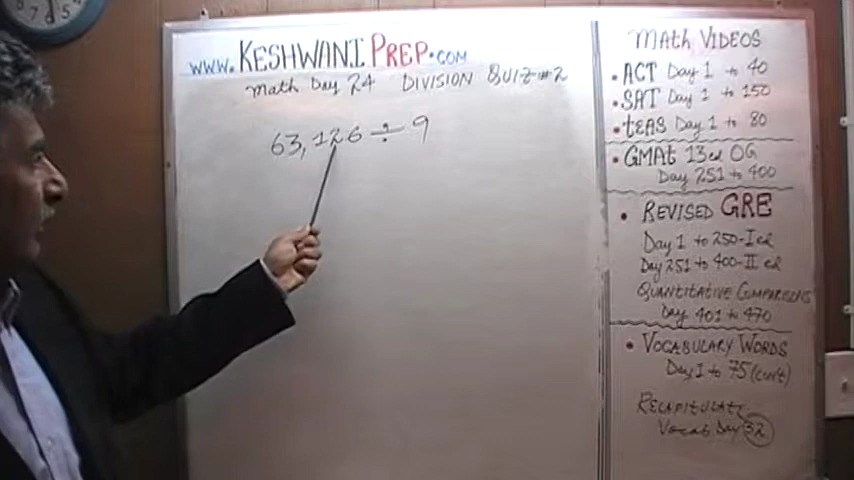 www.KESHWANI PREP.COM
Math Day 24 DIVISION QUIZ #2
63,126 ÷ 9
MATH VIDEOS
• ACT Day 1 to 40
• SAT Day 1 to 150
• TEAS Day 1 to 80
• GMAT 13ed OG
Day 251 to 400
• REVISED GRE
Day 1 to 250-I ed
Day 251 to 400-II ed
QUANTITATIVE COMPARISONS
Day 401 to 470
• VOCABULARY WORDS
Day 1 to 75 (con't)
RECAPITULATE
Vocab Day 32